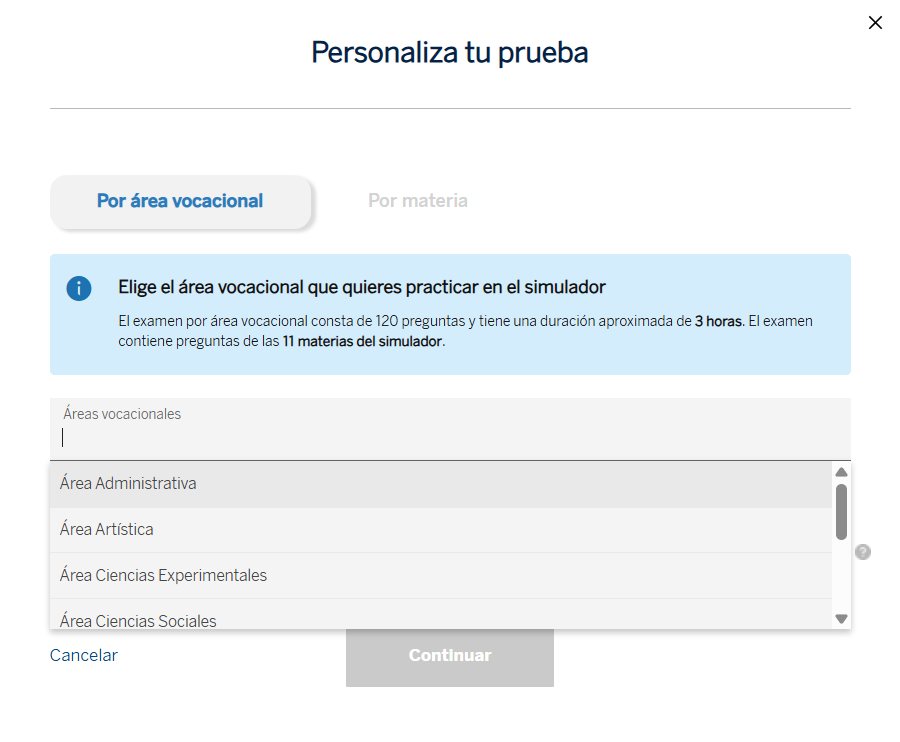 Personaliza tu prueba
Por área vocacional
Por materia
Elige el área vocacional que quieres practicar en el simulador
El examen por área vocacional consta de 120 preguntas y tiene una duración aproximada de 3 horas. El examen
contiene preguntas de las 11 materias del simulador.
Áreas vocacionales
Área Administrativa
Área Artística
Área Ciencias Experimentales
Área Ciencias Sociales
Cancelar
Continuar